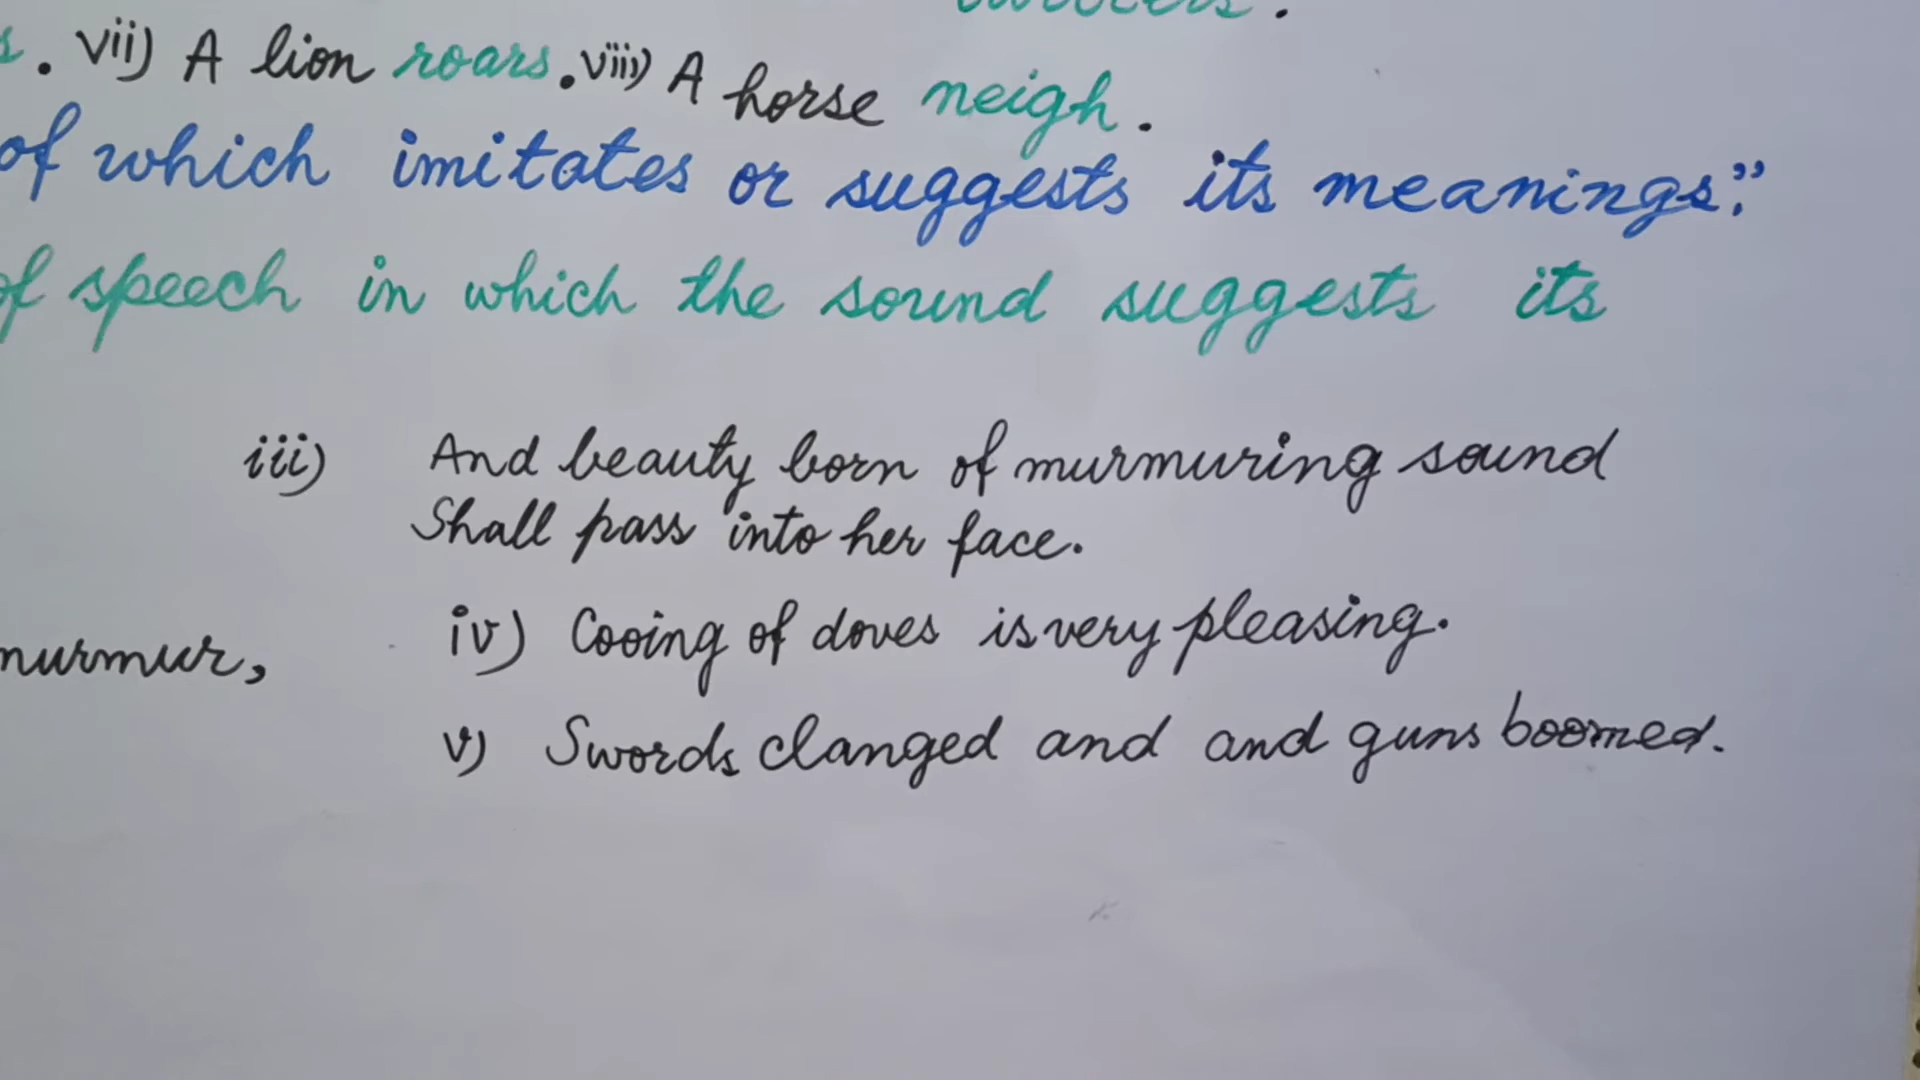 s. vii) A lion roars. viii) A horse neigh.
of which imitates or suggests its meanings."
of speech in which the sound suggests its
iii) And beauty born of murmuring sound
Shall pass into her face.
iv) Cooing of doves is very pleasing.
murmur,
v) Swords clanged and and guns boomed.